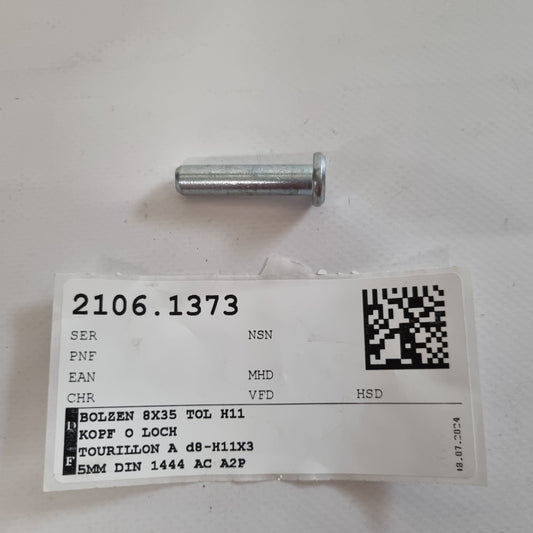 2106.1373
SER NSN
PNF
EAN MHD
CHR VFD HSD
D BOLZEN 8X35 TOL H11
KOPF O LOCH
F TOURILLON A d8-H11X3
5MM DIN 1444 AC A2P
18.07.2024